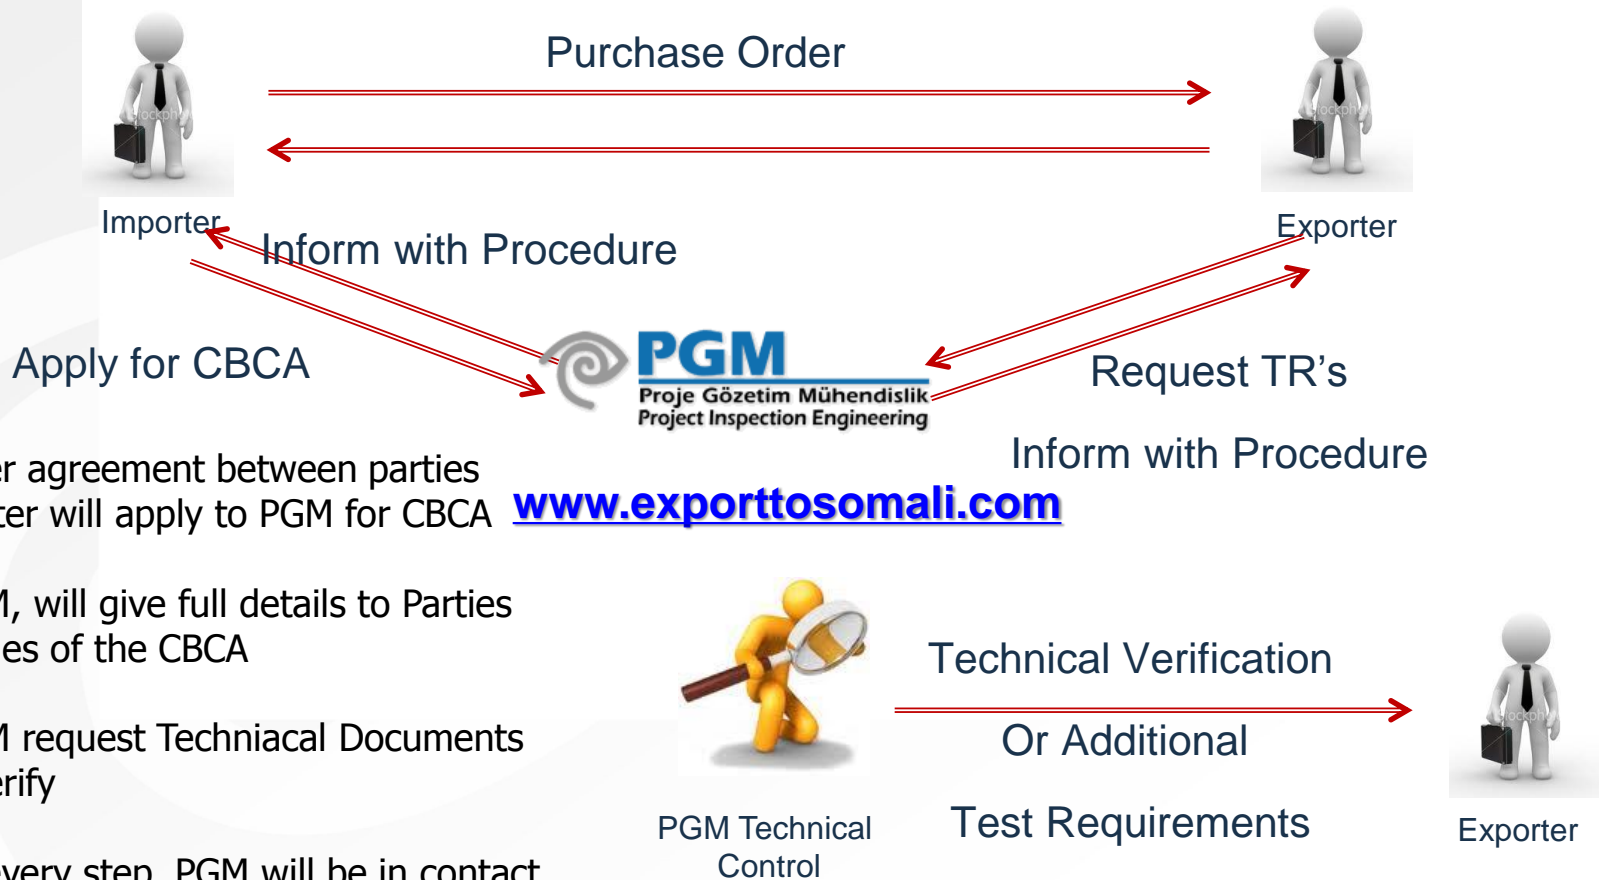 Purchase Order
Importer
Exporter
Inform with Procedure
Apply for CBCA
PGM
Proje Gözetim Mühendislik
Project Inspection Engineering
Request TR's
Inform with Procedure
agreement between parties
will apply to PGM for CBCA
www.exporttosomali.com
will give full details to Parties
of the CBCA
request Techniacal Documents
Technical Verification
Or Additional
Test Requirements
PGM Technical
Control
Exporter
every step, PGM will be in contact